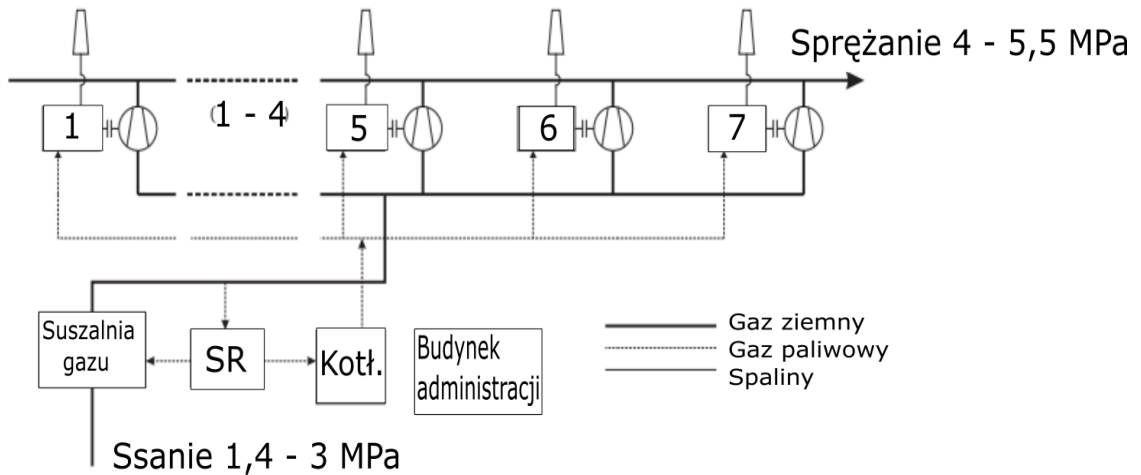 Sprężanie 4 - 5,5 MPa
1
(1 - 4)
5
6
7
Suszalnia
gazu
SR
Kotł.
Budynek
administracji
Gaz ziemny
Gaz paliwowy
Spaliny
Ssanie 1,4 - 3 MPa